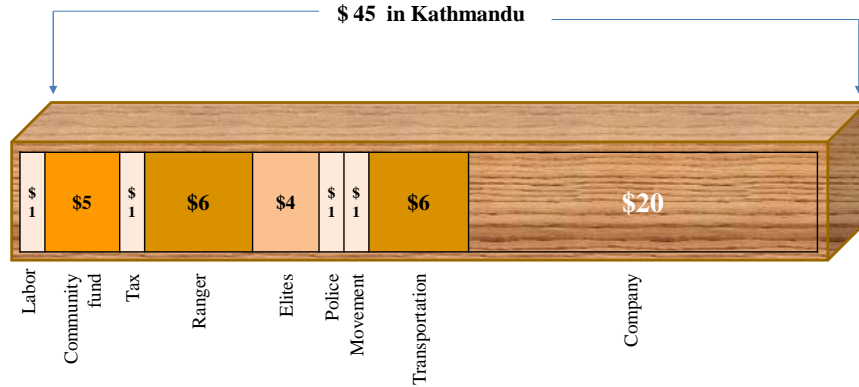 $ 45 in Kathmandu
$
1
$5
$
1
$6
$4
$
1
$
1
$6
$20
Labor
Community
fund
Tax
Ranger
Elites
Police
Movement
Transportation
Company